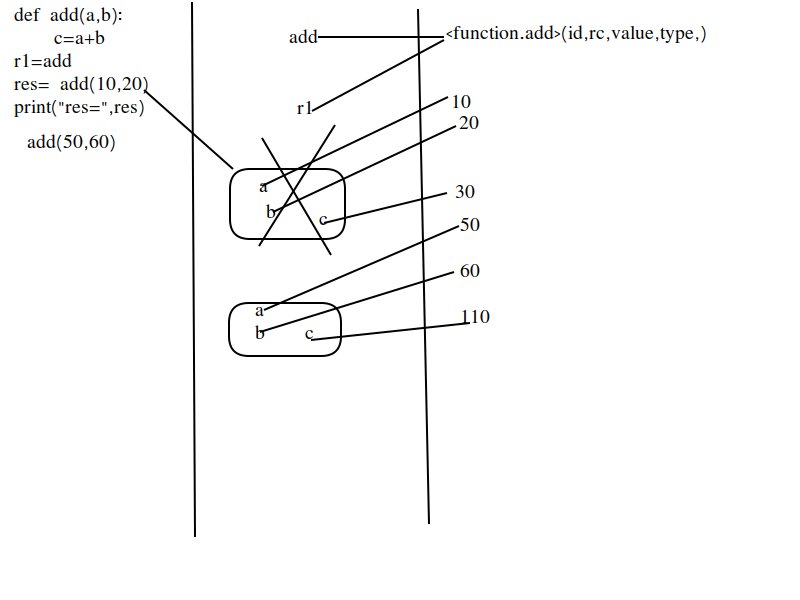 def add(a,b):
c=a+b
r1=add
res= add(10,20)
print("res=",res)
add(50,60)
add
<function.add>(id,rc,value,type,)
r1
10
20
a
b
c
30
50
60
a
b
c
110